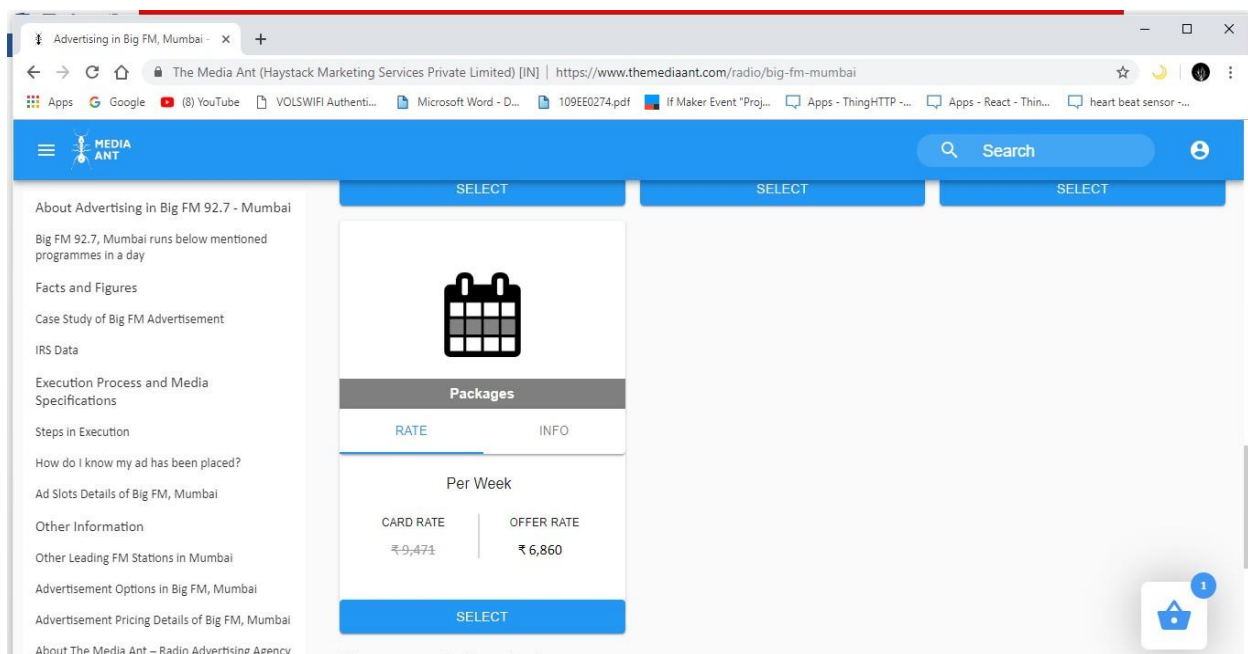 Advertising in Big FM, Mumbai -
The Media Ant (Haystack Marketing Services Private Limited) [IN] | https://www.themediaant.com/radio/big-fm-mumbai
Apps Google (8) YouTube VOLSWIFI Authenti... Microsoft Word - D... 109EE0274.pdf If Maker Event "Proj... Apps - ThingHTTP -... Apps - React - Thin... heart beat sensor -...
MEDIA
ANT
Search
SELECT SELECT SELECT
About Advertising in Big FM 92.7 - Mumbai
Big FM 92.7, Mumbai runs below mentioned
programmes in a day
Facts and Figures
Case Study of Big FM Advertisement
IRS Data
Execution Process and Media
Specifications
Steps in Execution
How do I know my ad has been placed?
Ad Slots Details of Big FM, Mumbai
Other Information
Other Leading FM Stations in Mumbai
Advertisement Options in Big FM, Mumbai
Advertisement Pricing Details of Big FM, Mumbai
About The Media Ant – Radio Advertising Agency
Packages
RATE INFO
Per Week
CARD RATE OFFER RATE
₹ 9,471 ₹ 6,860
SELECT
1